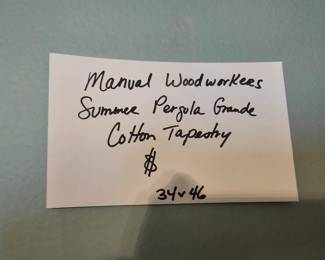 Manual Woodworkers
Summer Pergola Grande
Cotton Tapestry
$
34 x 46